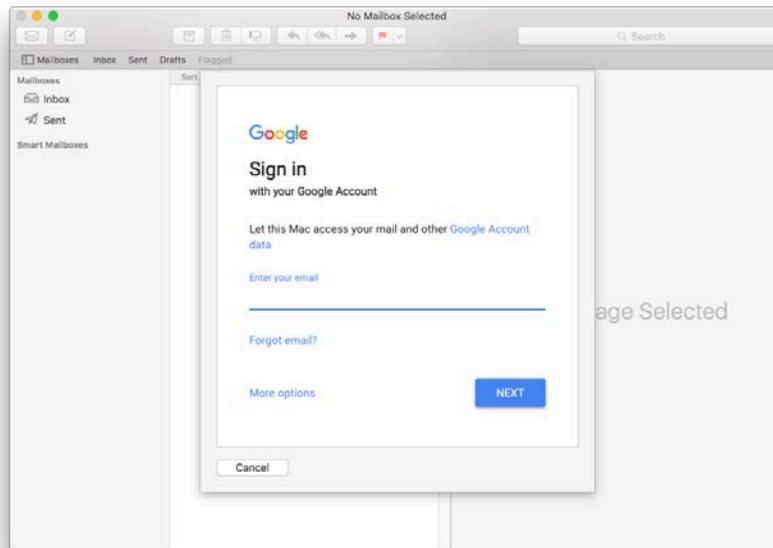 No Mailbox Selected
Search
Mailboxes Inbox Sent Drafts Flagged
Mailboxes
Sort
Inbox
Sent
Smart Mailboxes
Google
Sign in
with your Google Account
Let this Mac access your mail and other Google Account
data
Enter your email
age Selected
Forgot email?
More options
NEXT
Cancel